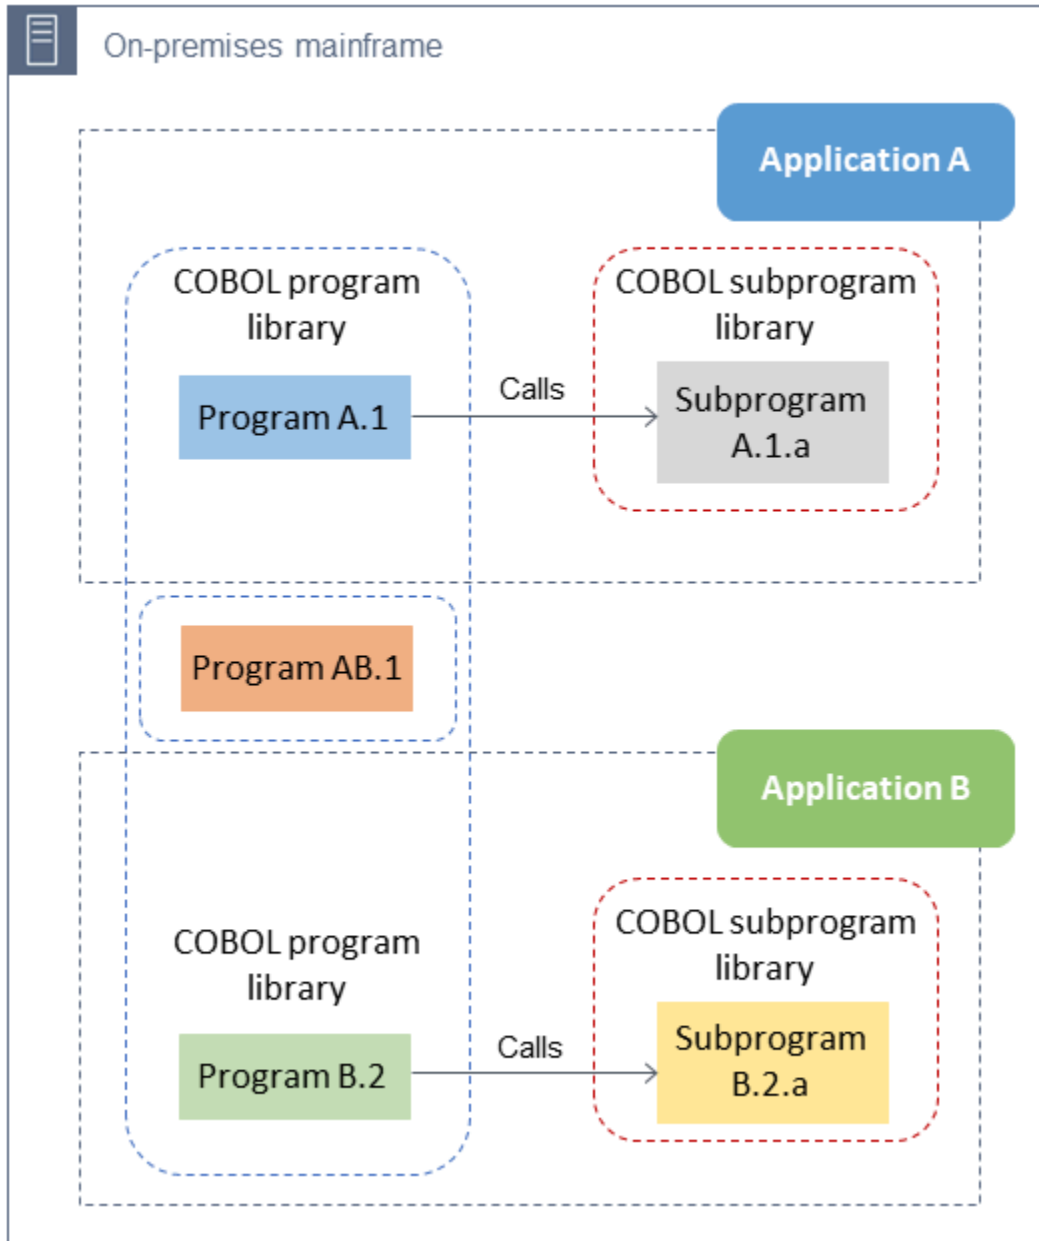 On-premises mainframe
Application A
COBOL program
library
COBOL subprogram
library
Program A.1
Calls
Subprogram
A.1.a
Program AB.1
Application B
COBOL program
library
COBOL subprogram
library
Program B.2
Calls
Subprogram
B.2.a